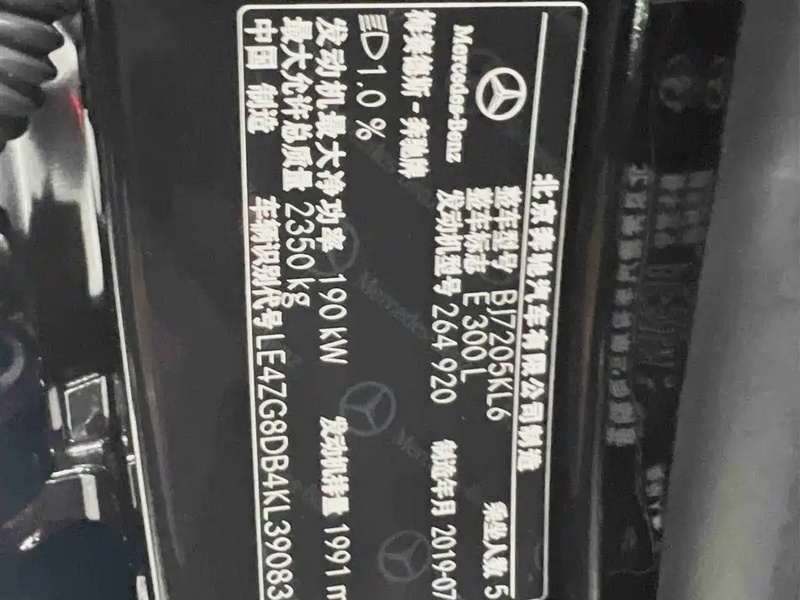 北京奔驰汽车有限公司制造
Mercedes-Benz
梅赛德斯-奔驰牌
整车型号 BJ7205KL6 乘坐人数 5
整车标志 E 300 L
发动机型号 264 920 制造年月 2019-07
1.0 %
发动机最大净功率 190 KW 发动机排量 1991 m
最大允许总质量 2350 kg
中国 制造 车辆识别代号 LE4ZG8DB4KL39083